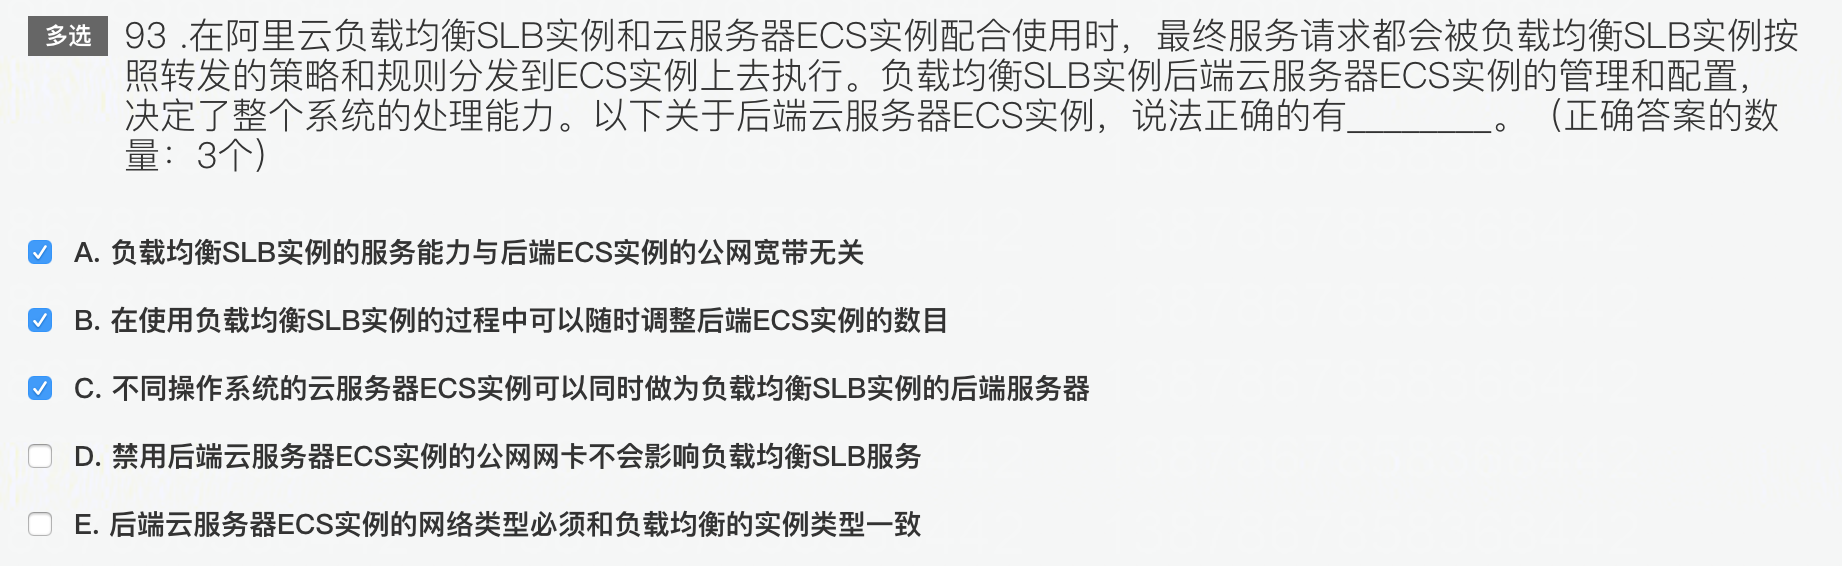 多选
93 .在阿里云负载均衡SLB实例和云服务器ECS实例配合使用时，最终服务请求都会被负载均衡SLB实例按
照转发的策略和规则分发到ECS实例上去执行。负载均衡SLB实例后端云服务器ECS实例的管理和配置，
决定了整个系统的处理能力。以下关于后端云服务器ECS实例，说法正确的有________。（正确答案的数
量：3个）
A. 负载均衡SLB实例的服务能力与后端ECS实例的公网宽带无关
B. 在使用负载均衡SLB实例的过程中可以随时调整后端ECS实例的数目
C. 不同操作系统的云服务器ECS实例可以同时做为负载均衡SLB实例的后端服务器
D. 禁用后端云服务器ECS实例的公网网卡不会影响负载均衡SLB服务
E. 后端云服务器ECS实例的网络类型必须和负载均衡的实例类型一致